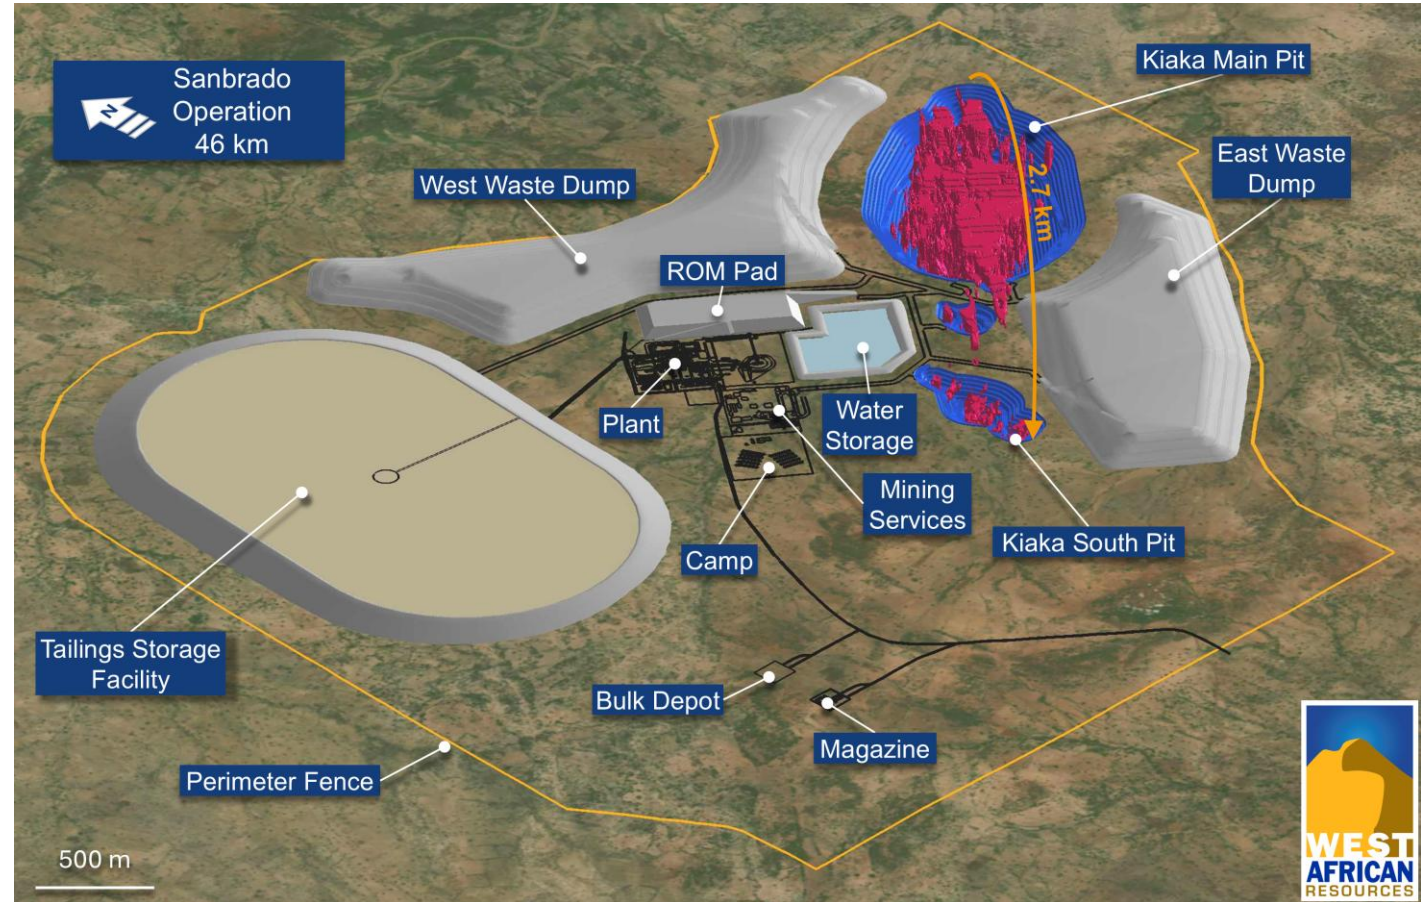 Sanbrado
Operation
46 km
N
Kiaka Main Pit
East Waste
Dump
West Waste Dump
2.7 km
ROM Pad
Plant
Water
Storage
Mining
Services
Kiaka South Pit
Camp
Tailings Storage
Facility
Bulk Depot
Magazine
Perimeter Fence
500 m
WEST
AFRICAN
RESOURCES